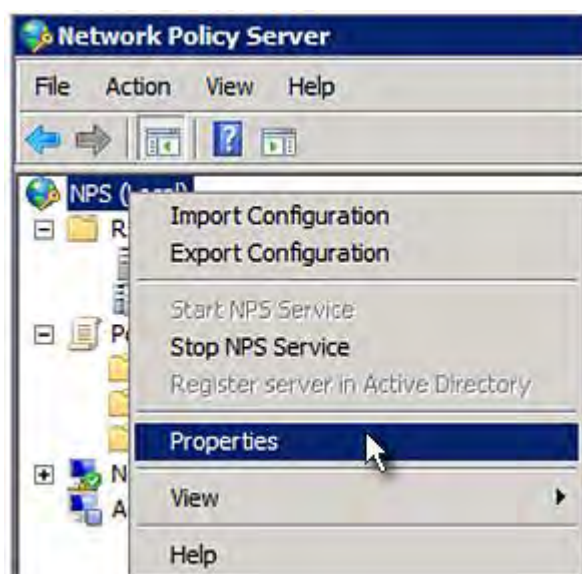 Network Policy Server
File Action View Help
NPS (Local)
Import Configuration
Export Configuration
Start NPS Service
Stop NPS Service
Register server in Active Directory
Properties
View
Help